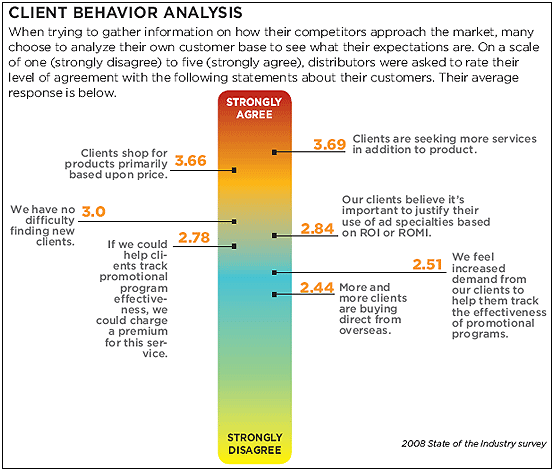 CLIENT BEHAVIOR ANALYSIS
When trying to gather information on how their competitors approach the market, many
choose to analyze their own customer base to see what their expectations are. On a scale
of one (strongly disagree) to five (strongly agree), distributors were asked to rate their
level of agreement with the following statements about their customers. Their average
response is below.
STRONGLY
AGREE
3.69
Clients are seeking more services
in addition to product.
Clients shop for
products primarily
based upon price.
3.66
We have no
difficulty
finding new
clients.
3.0
Our clients believe it's
important to justify their
use of ad specialties based
on ROI or ROMI.
2.84
If we could
help cli-
ents track
promotional
program
effective-
ness, we
could charge
a premium
for this ser-
vice.
2.78
2.51
We feel
increased
demand from
our clients to
help them track
the effectiveness
of promotional
programs.
2.44
More and
more clients
are buying
direct from
overseas.
STRONGLY
DISAGREE
2008 State of the Industry survey